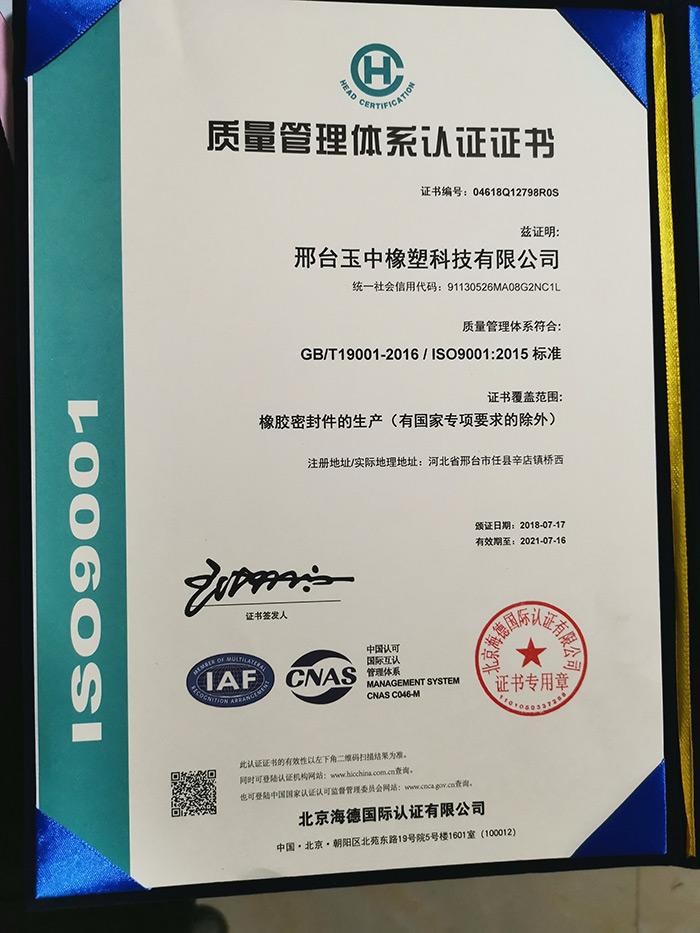 HEAD CERTIFICATION
质量管理体系认证证书
证书编号：04618Q12798R0S
兹证明:
邢台玉中橡塑科技有限公司
统一社会信用代码：91130526MA08G2NC1L
质量管理体系符合:
GB/T19001-2016 / ISO9001:2015 标准
证书覆盖范围:
橡胶密封件的生产（有国家专项要求的除外）
注册地址/实际地理地址：河北省邢台市任县辛店镇桥西
颁证日期：2018-07-17
有效期至：2021-07-16
ISO9001
证书签发人
MEMBER OF MULTILATERAL
IAF
RECOGNITION ARRANGEMENT
CNAS
中国认可
国际互认
管理体系
MANAGEMENT SYSTEM
CNAS C046-M
北京海德国际认证有限公司
证书专用章
此认证证书的有效性以左下角二维码扫描结果为准。
同时可登陆认证机构网站：www.hicchina.com.cn查询。
也可登陆中国国家认证认可监督管理委员会网站：www.cnca.gov.cn查询。
北京海德国际认证有限公司
中国・北京・朝阳区北苑东路19号院5号楼1601室（100012）